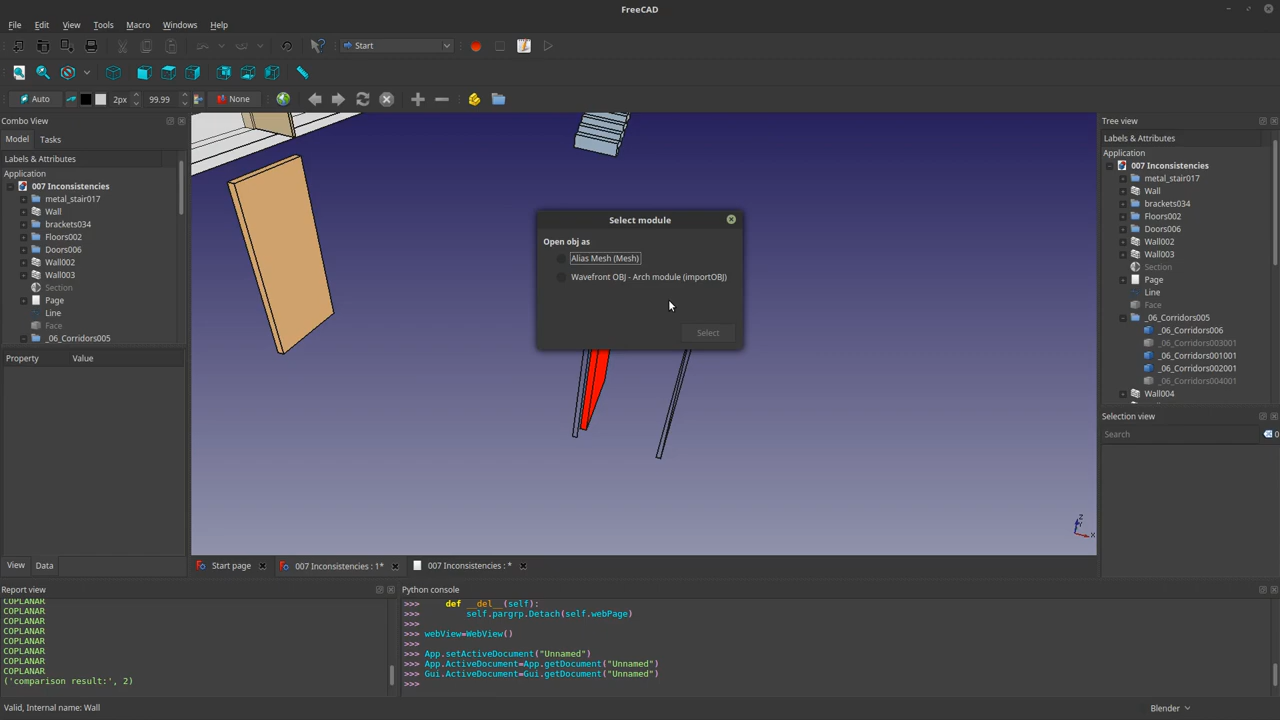 FreeCAD
File Edit View Tools Macro Windows Help
Start
Auto 2px 99.99 None
Combo View
Model Tasks
Labels & Attributes
Application
007 Inconsistencies
metal_stair017
Wall
brackets034
Floors002
Doors006
Wall002
Wall003
Section
Page
Line
Face
_06_Corridors005
Property Value
View Data
Select module
Open obj as
Alias Mesh (Mesh)
Wavefront OBJ - Arch module (importOBJ)
Select
Z
Y
X
Start page 007 Inconsistencies : 1* 007 Inconsistencies : *
Tree view
Labels & Attributes
Application
007 Inconsistencies
metal_stair017
Wall
brackets034
Floors002
Doors006
Wall002
Wall003
Section
Page
Line
Face
_06_Corridors005
_06_Corridors006
_06_Corridors003001
_06_Corridors001001
_06_Corridors002001
_06_Corridors004001
Wall004
Selection view
Search 0
Report view
COPLANAR
COPLANAR
COPLANAR
COPLANAR
COPLANAR
COPLANAR
COPLANAR
COPLANAR
('comparison result:', 2)
Python console
>>> def __del__(self):
>>> self.pargrp.Detach(self.webPage)
>>>
>>> webView=WebView()
>>>
>>> App.setActiveDocument("Unnamed")
>>> App.ActiveDocument=App.getDocument("Unnamed")
>>> Gui.ActiveDocument=Gui.getDocument("Unnamed")
>>>
Valid, Internal name: Wall
Blender